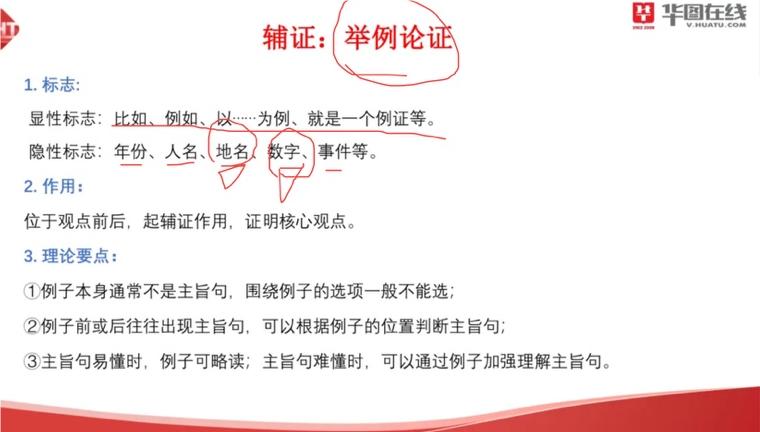 华图在线
V.HUATU.COM
辅证：举例论证
1. 标志:
显性标志：比如、例如、以……为例、就是一个例证等。
隐性标志：年份、人名、地名、数字、事件等。
2. 作用：
位于观点前后，起辅证作用，证明核心观点。
3. 理论要点：
①例子本身通常不是主旨句，围绕例子的选项一般不能选；
②例子前或后往往出现主旨句，可以根据例子的位置判断主旨句；
③主旨句易懂时，例子可略读；主旨句难懂时，可以通过例子加强理解主旨句。